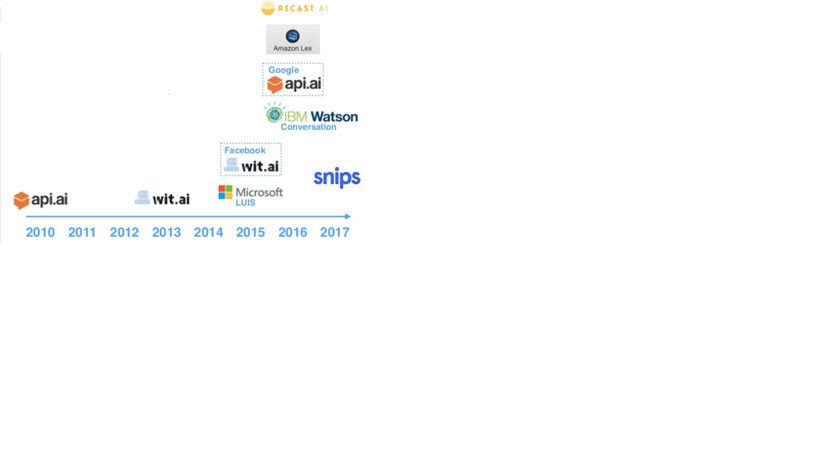 RECAST.AI
Amazon Lex
Google
api.ai
IBM Watson
Conversation
Facebook
wit.ai
snips
Microsoft
LUIS
api.ai
wit.ai
2010 2011 2012 2013 2014 2015 2016 2017